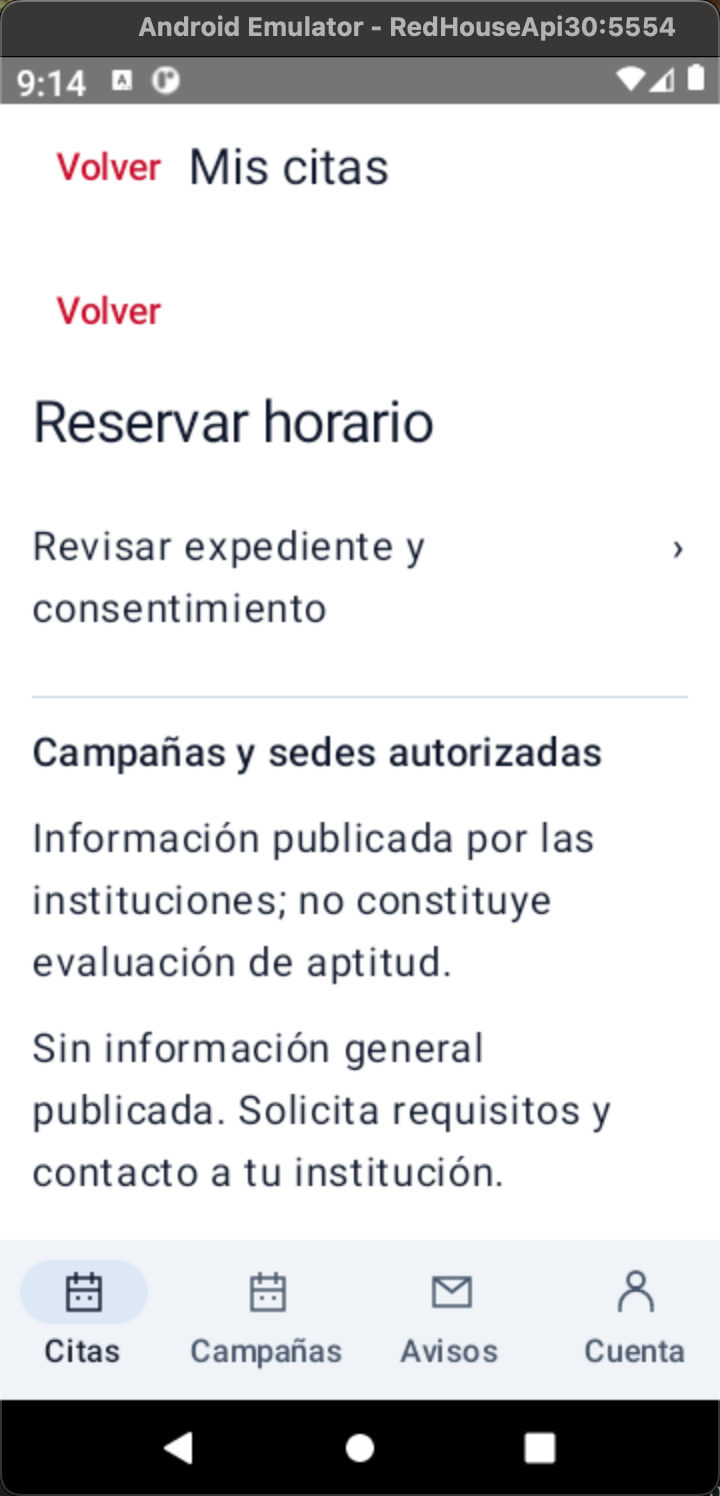 Android Emulator - RedHouseApi30:5554
9:14
A
Volver Mis citas
Volver
Reservar horario
Revisar expediente y ›
consentimiento
Campañas y sedes autorizadas
Información publicada por las
instituciones; no constituye
evaluación de aptitud.
Sin información general
publicada. Solicita requisitos y
contacto a tu institución.
Citas Campañas Avisos Cuenta